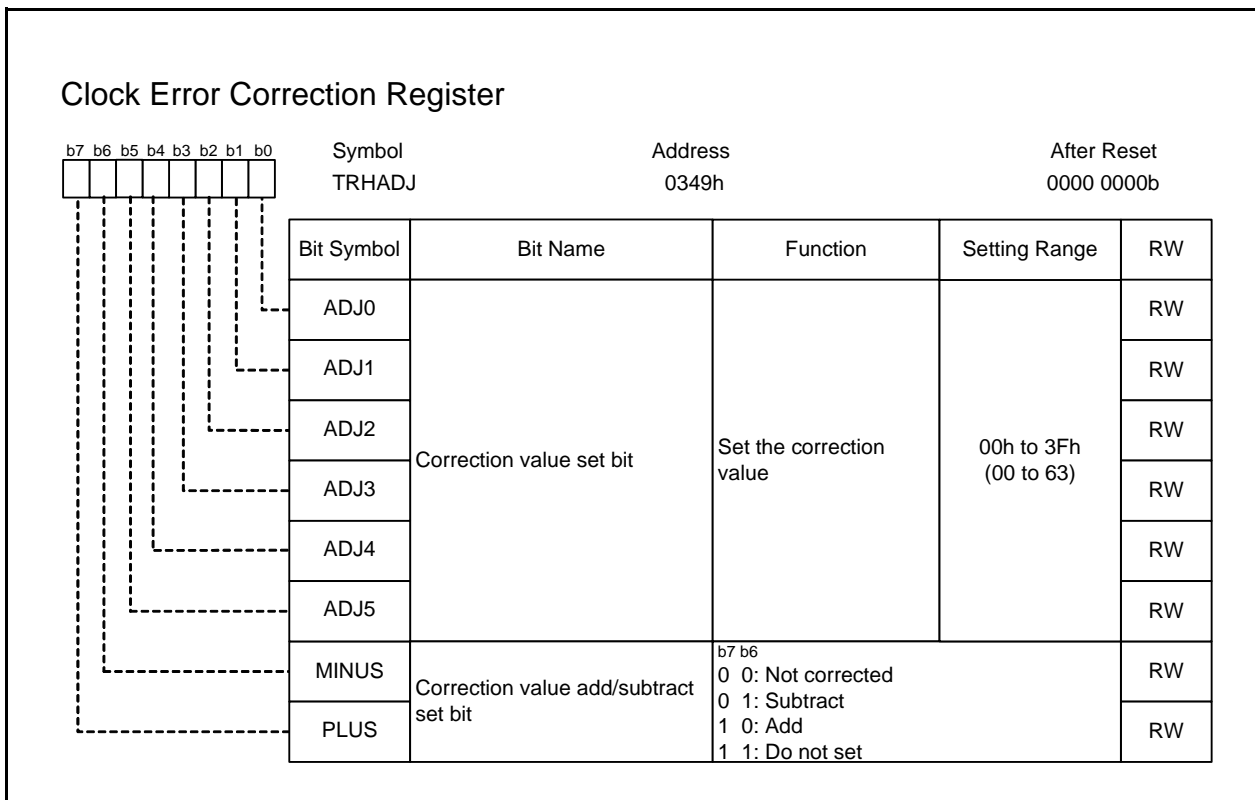 Clock Error Correction Register
b7 b6 b5 b4 b3 b2 b1 b0
Symbol Address After Reset
TRHADJ 0349h 0000 0000b
Bit Symbol Bit Name Function Setting Range RW
ADJ0 RW
ADJ1 RW
ADJ2 RW
Correction value set bit
Set the correction
value
00h to 3Fh
(00 to 63)
ADJ3 RW
ADJ4 RW
ADJ5 RW
MINUS RW
Correction value add/subtract
set bit
b7 b6
0 0: Not corrected
0 1: Subtract
1 0: Add
1 1: Do not set
PLUS RW